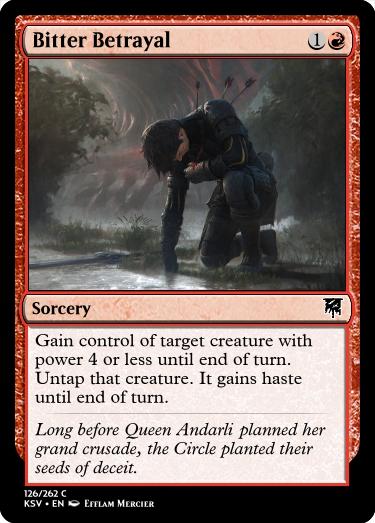 Bitter Betrayal 1
Sorcery
Gain control of target creature with
power 4 or less until end of turn.
Untap that creature. It gains haste
until end of turn.
Long before Queen Andarli planned her
grand crusade, the Circle planted their
seeds of deceit.
126/262 C
KSV • EN Efflam Mercier